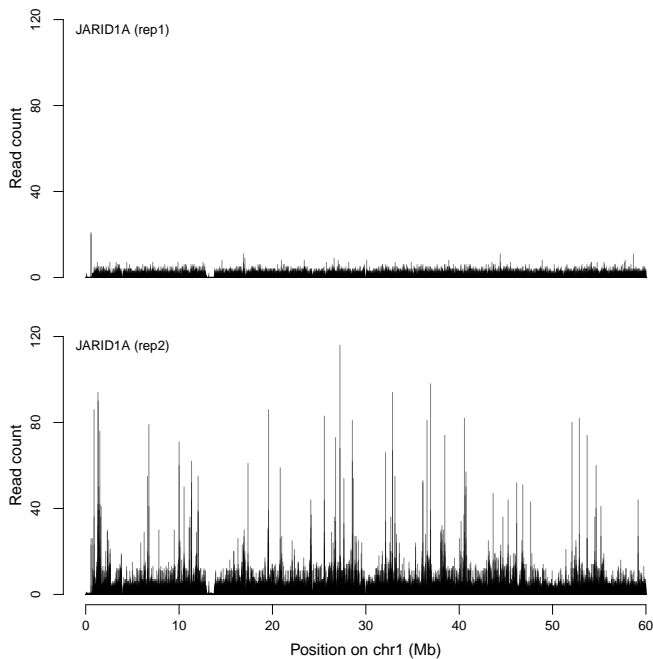 JARID1A (rep1)
120
80
40
0
Read count
JARID1A (rep2)
120
80
40
0
Read count
0 10 20 30 40 50 60
Position on chr1 (Mb)